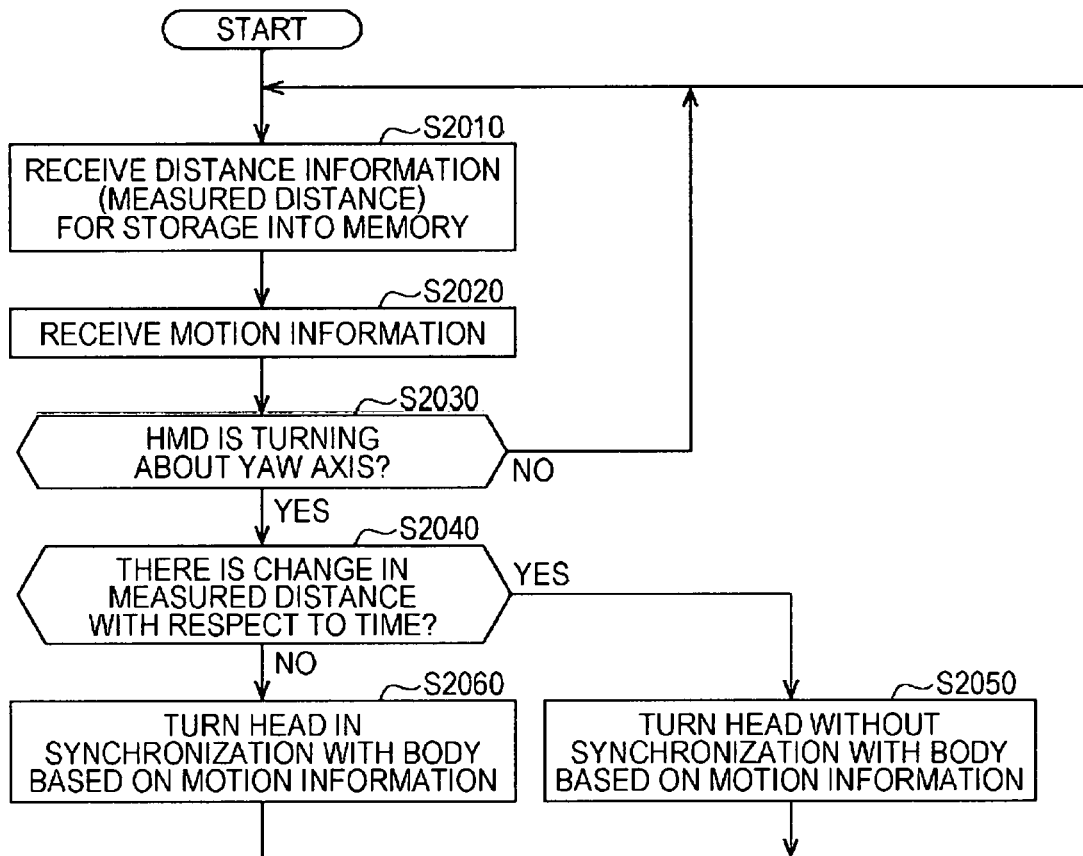 START
S2010
RECEIVE DISTANCE INFORMATION
(MEASURED DISTANCE)
FOR STORAGE INTO MEMORY
S2020
RECEIVE MOTION INFORMATION
S2030
HMD IS TURNING
ABOUT YAW AXIS?
NO
YES
S2040
THERE IS CHANGE IN
MEASURED DISTANCE
WITH RESPECT TO TIME?
YES
NO
S2060
TURN HEAD IN
SYNCHRONIZATION WITH BODY
BASED ON MOTION INFORMATION
S2050
TURN HEAD WITHOUT
SYNCHRONIZATION WITH BODY
BASED ON MOTION INFORMATION